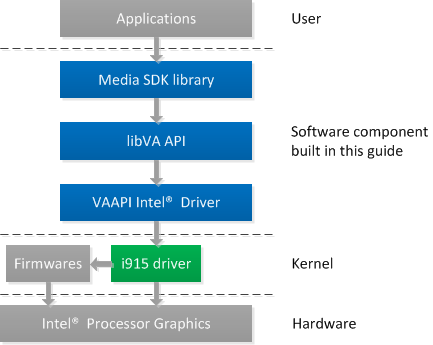 Applications
User
Media SDK library
libVA API
Software component
built in this guide
VAAPI Intel® Driver
Firmwares
i915 driver
Kernel
Intel® Processor Graphics
Hardware